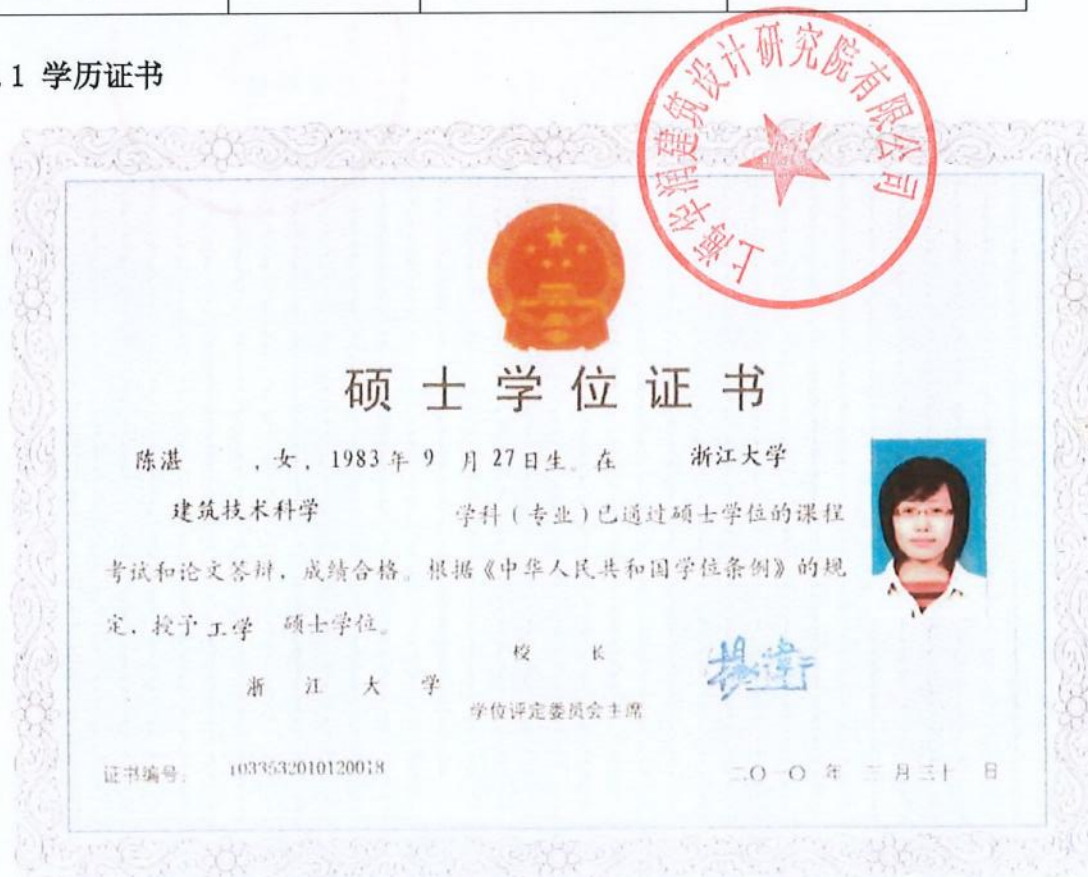 .1 学历证书
上海华润建筑设计研究院有限公司
硕士学位证书
陈湛 ,女,1983年9月27日生。在 浙江大学
建筑技术科学 学科(专业)已通过硕士学位的课程
考试和论文答辩,成绩合格。根据《中华人民共和国学位条例》的规
定,授予 工学 硕士学位。
校 长
浙 江 大 学
学位评定委员会主席
杨卫
证书编号: 1033532010120018
二〇一〇 年 三 月 三十 日